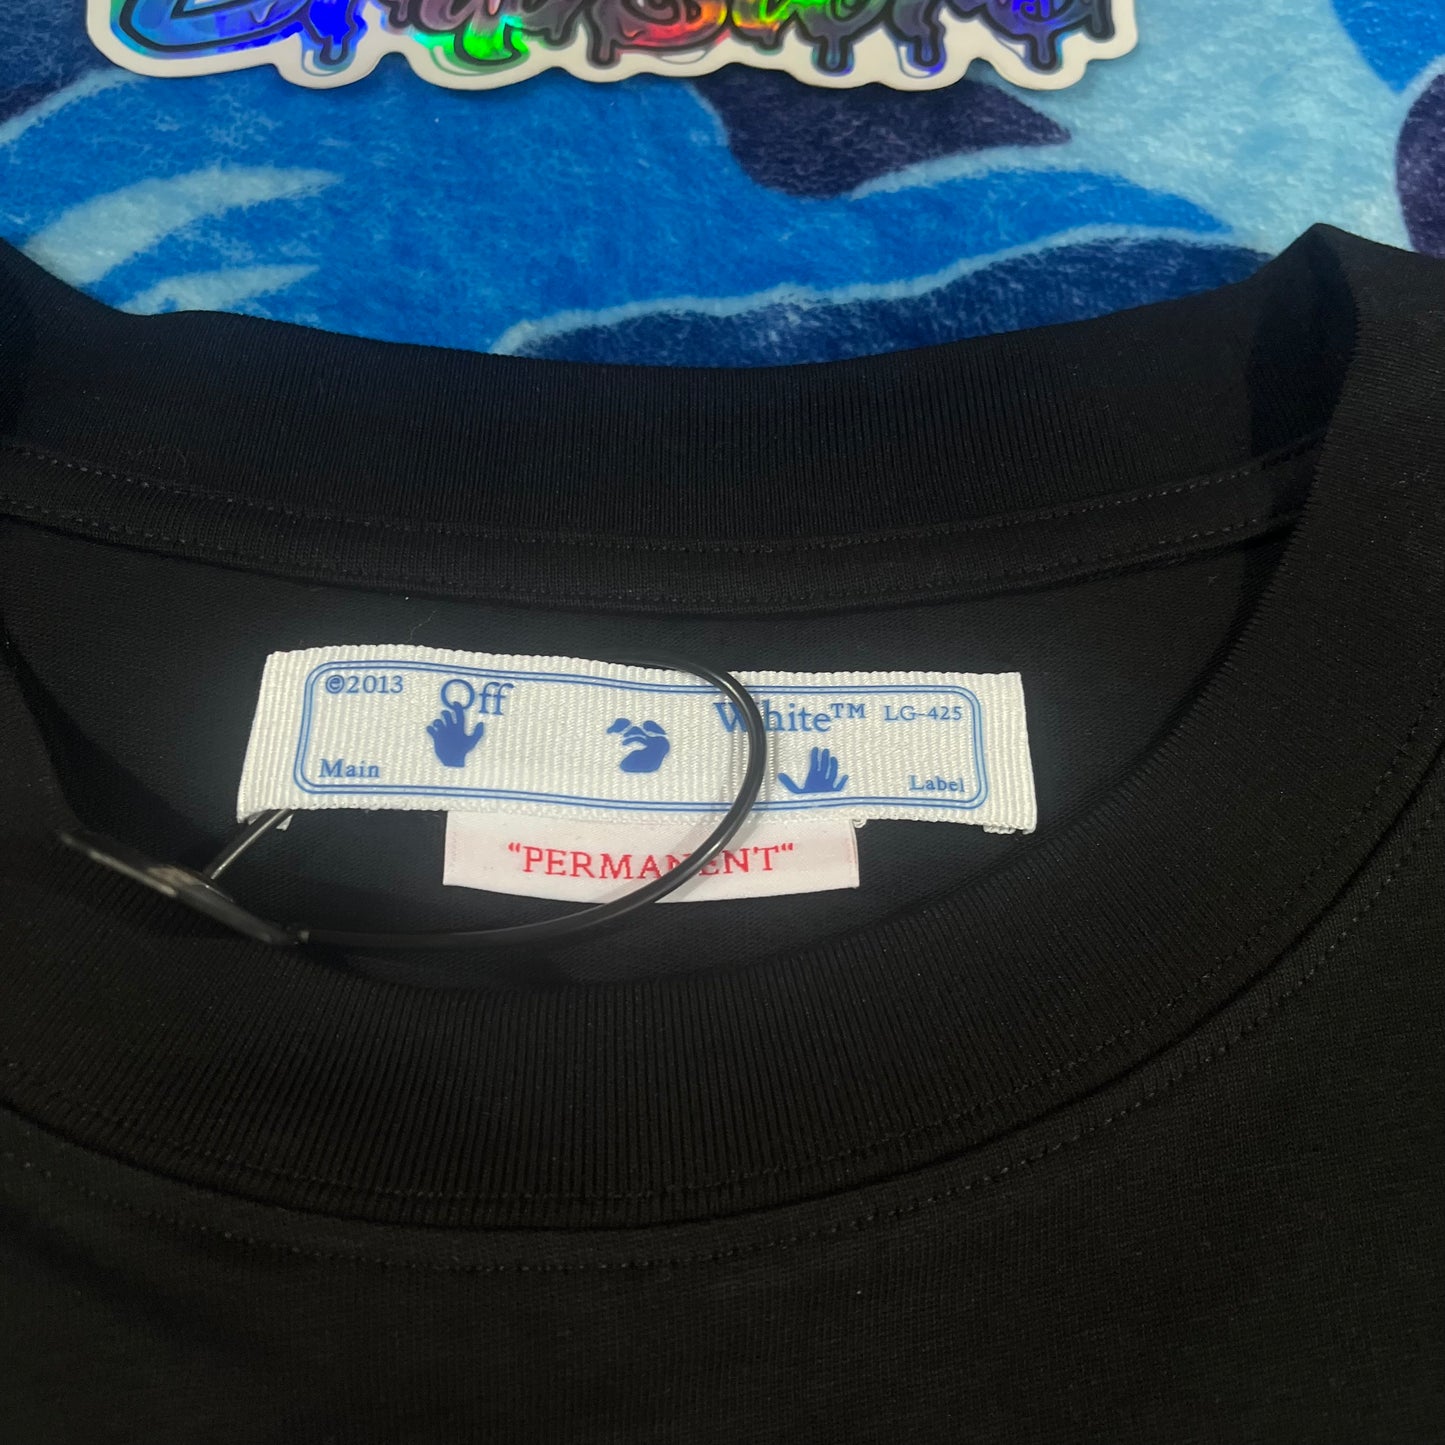 ©2013 Off White™ LG-425
Main Label
"PERMANENT"